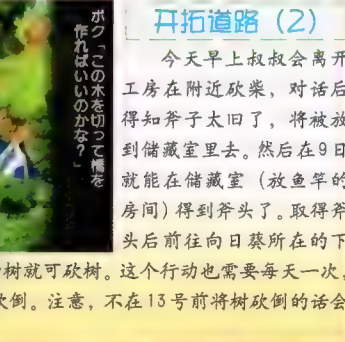 开拓道路（2）
今天早上叔叔会离开
工房在附近砍柴，对话后
得知斧子太旧了，将被放
到储藏室里去。然后在9日
就能在储藏室（放鱼竿的
房间）得到斧头了。取得斧
头后前往向日葵所在的下
树就可砍树。这个行动也需要每天一次，
砍倒。注意，不在13号前将树砍倒的话会
ボク「この木を切って橋を
作ればいいのかな？」